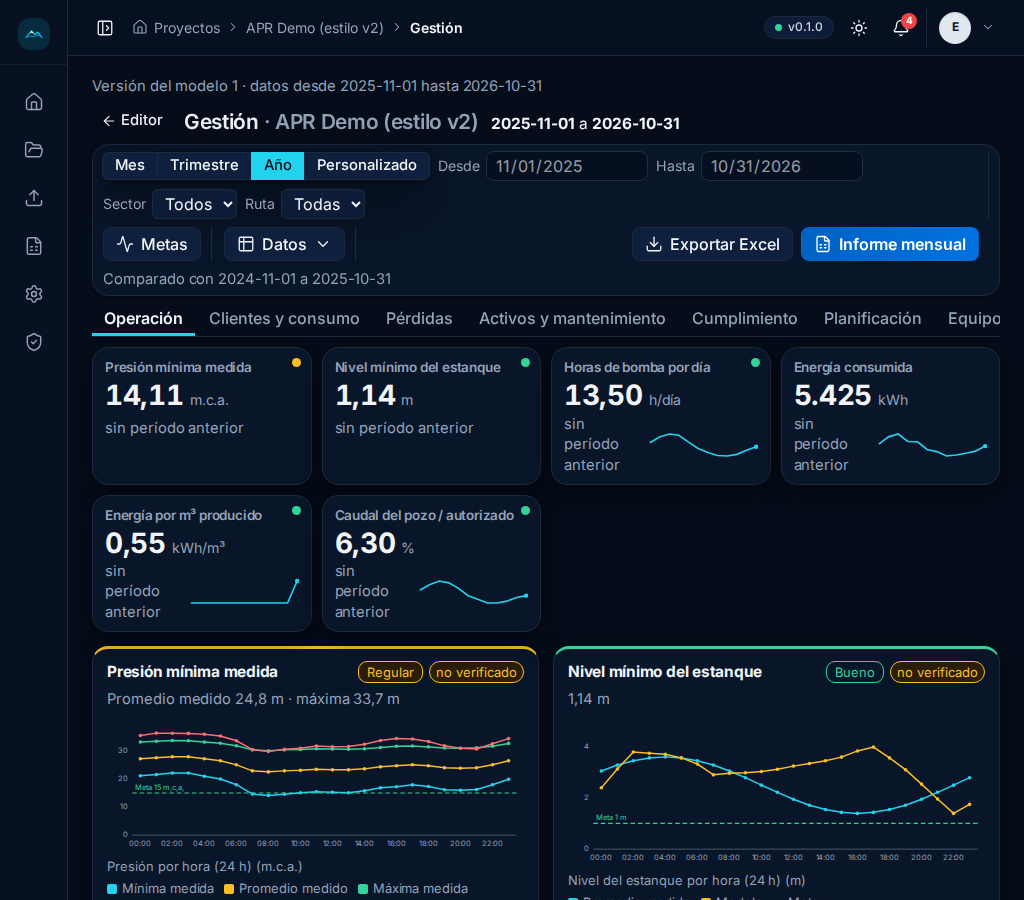 Proyectos > APR Demo (estilo v2) > Gestión
v0.1.0
4
E
Versión del modelo 1 · datos desde 2025-11-01 hasta 2026-10-31
← Editor
Gestión · APR Demo (estilo v2)
2025-11-01 a 2026-10-31
Mes Trimestre Año Personalizado
Desde 11/01/2025
Hasta 10/31/2026
Sector Todos
Ruta Todas
Metas
Datos
Exportar Excel
Informe mensual
Comparado con 2024-11-01 a 2025-10-31
Operación Clientes y consumo Pérdidas Activos y mantenimiento Cumplimiento Planificación Equipo
Presión mínima medida
14,11 m.c.a.
sin período anterior
Nivel mínimo del estanque
1,14 m
sin período anterior
Horas de bomba por día
13,50 h/día
sin
período
anterior
Energía consumida
5.425 kWh
sin
período
anterior
Energía por m³ producido
0,55 kWh/m³
sin
período
anterior
Caudal del pozo / autorizado
6,30 %
sin
período
anterior
Presión mínima medida
Regular
no verificado
Promedio medido 24,8 m · máxima 33,7 m
30
20
Meta 15 m.c.a.
10
0
00:00 02:00 04:00 06:00 08:00 10:00 12:00 14:00 16:00 18:00 20:00 22:00
Presión por hora (24 h) (m.c.a.)
Mínima medida Promedio medido Máxima medida
Nivel mínimo del estanque
Bueno
no verificado
1,14 m
4
2
Meta 1 m
0
00:00 02:00 04:00 06:00 08:00 10:00 12:00 14:00 16:00 18:00 20:00 22:00
Nivel del estanque por hora (24 h) (m)